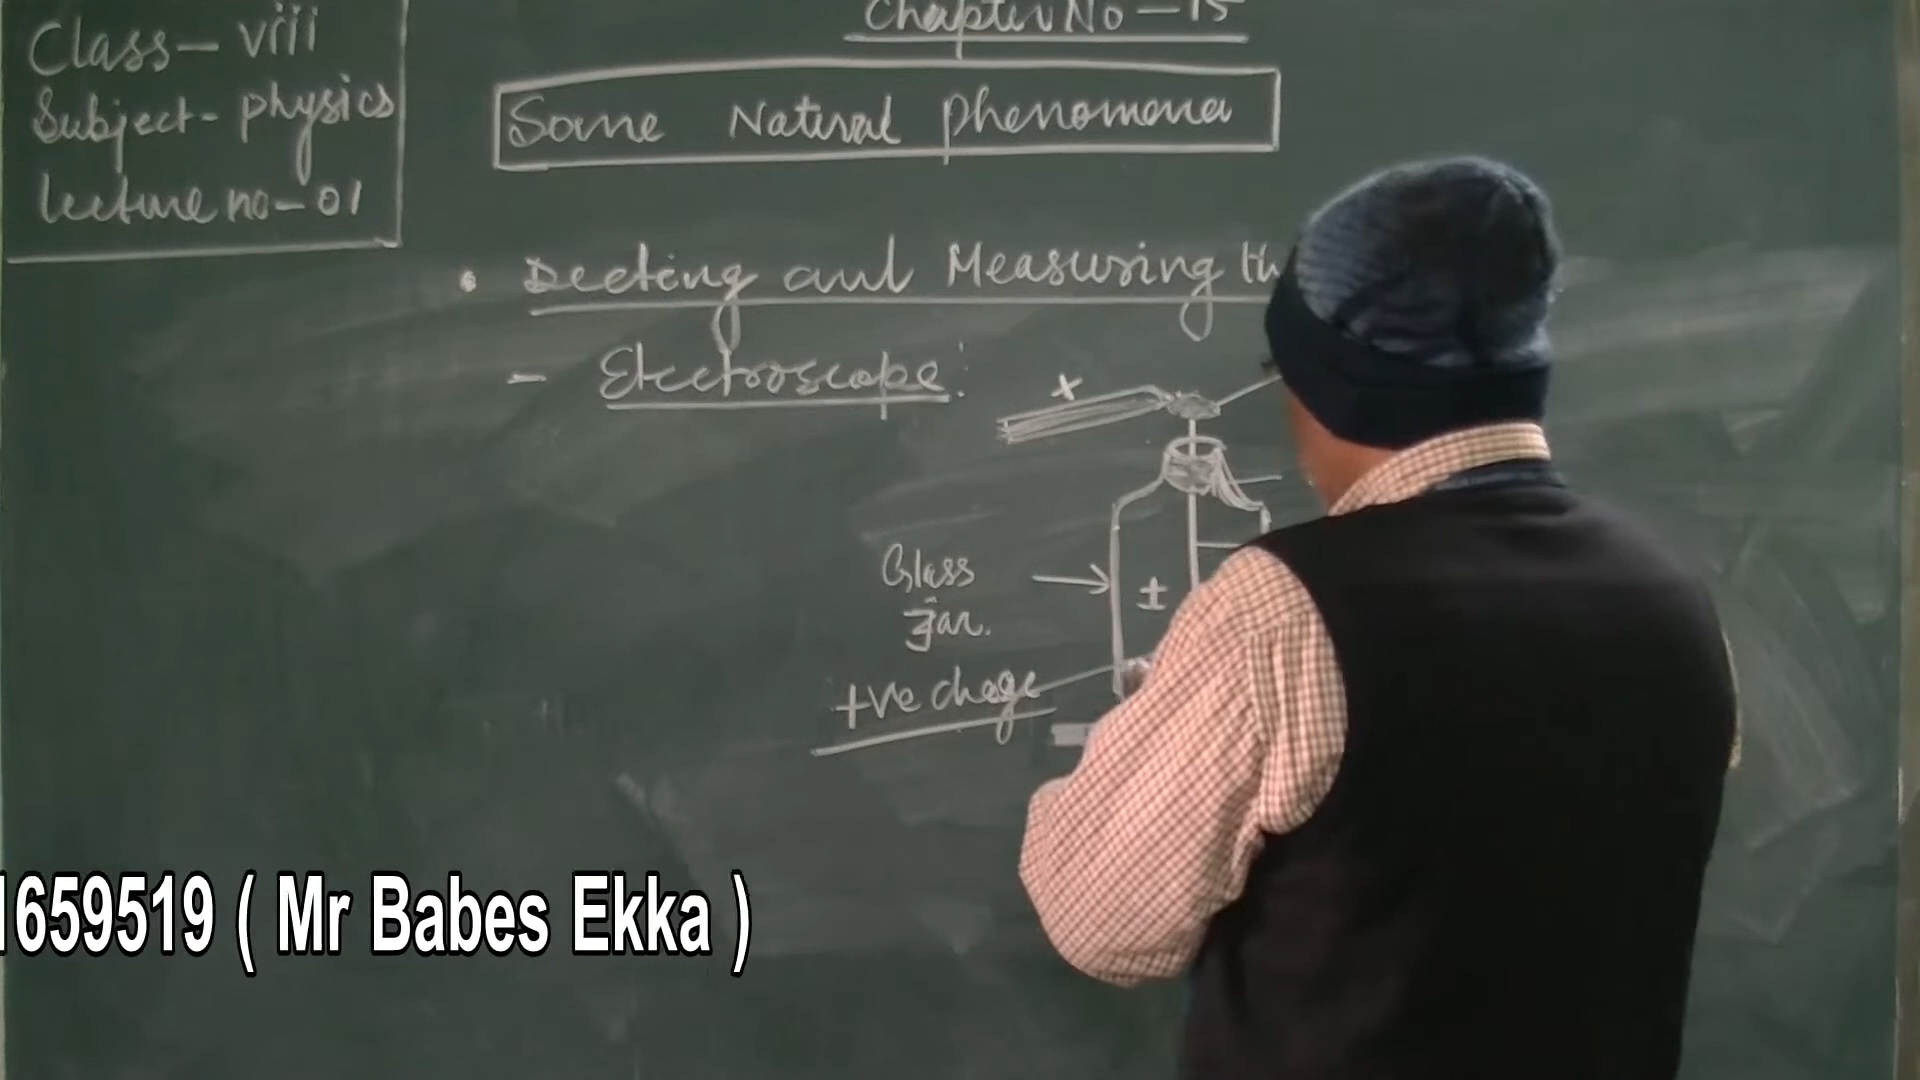 Class - viii
Subject - physics
Lecture no - 01
Chapter No - 15
Some Natural Phenomena
• Deeting and Measuring th
- Electroscope:
x
Glass
Jar.
±
+ve chage
1659519 ( Mr Babes Ekka )